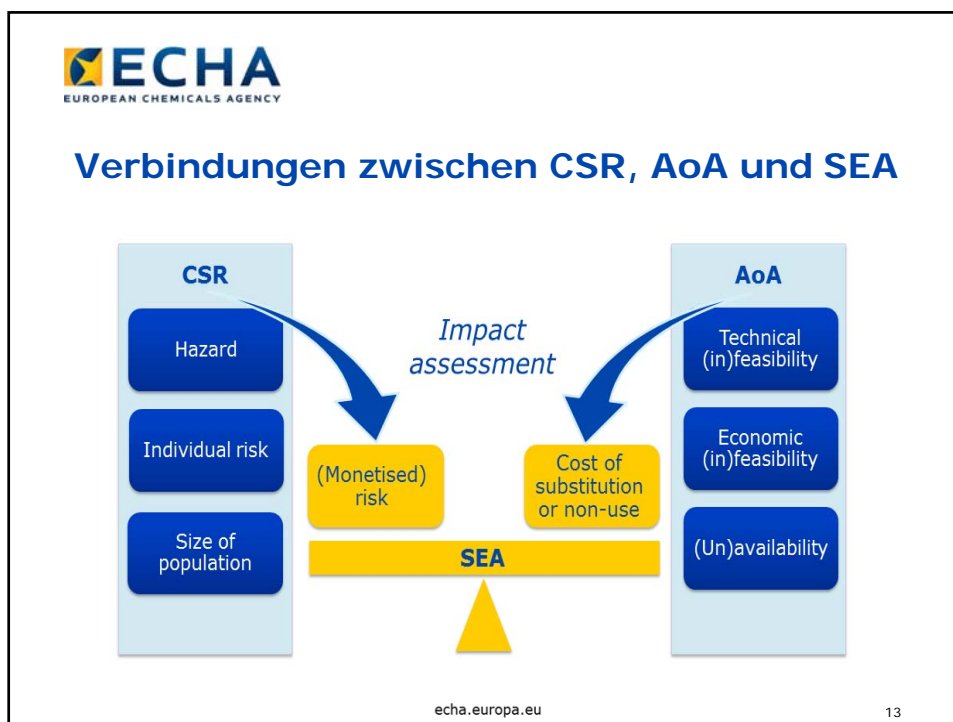 ECHA
EUROPEAN CHEMICALS AGENCY
Verbindungen zwischen CSR, AoA und SEA
CSR
Hazard
Individual risk
Size of
population
Impact
assessment
(Monetised)
risk
Cost of
substitution
or non-use
SEA
AoA
Technical
(in)feasibility
Economic
(in)feasibility
(Un)availability
echa.europa.eu
13